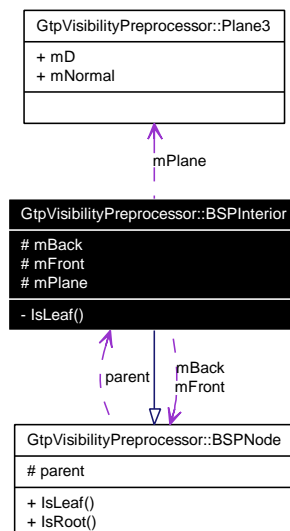 GtpVisibilityPreprocessor::Plane3
+ mD
+ mNormal
mPlane
GtpVisibilityPreprocessor::BSPInterior
# mBack
# mFront
# mPlane
- IsLeaf()
parent
mBack
mFront
GtpVisibilityPreprocessor::BSPNode
# parent
+ IsLeaf()
+ IsRoot()